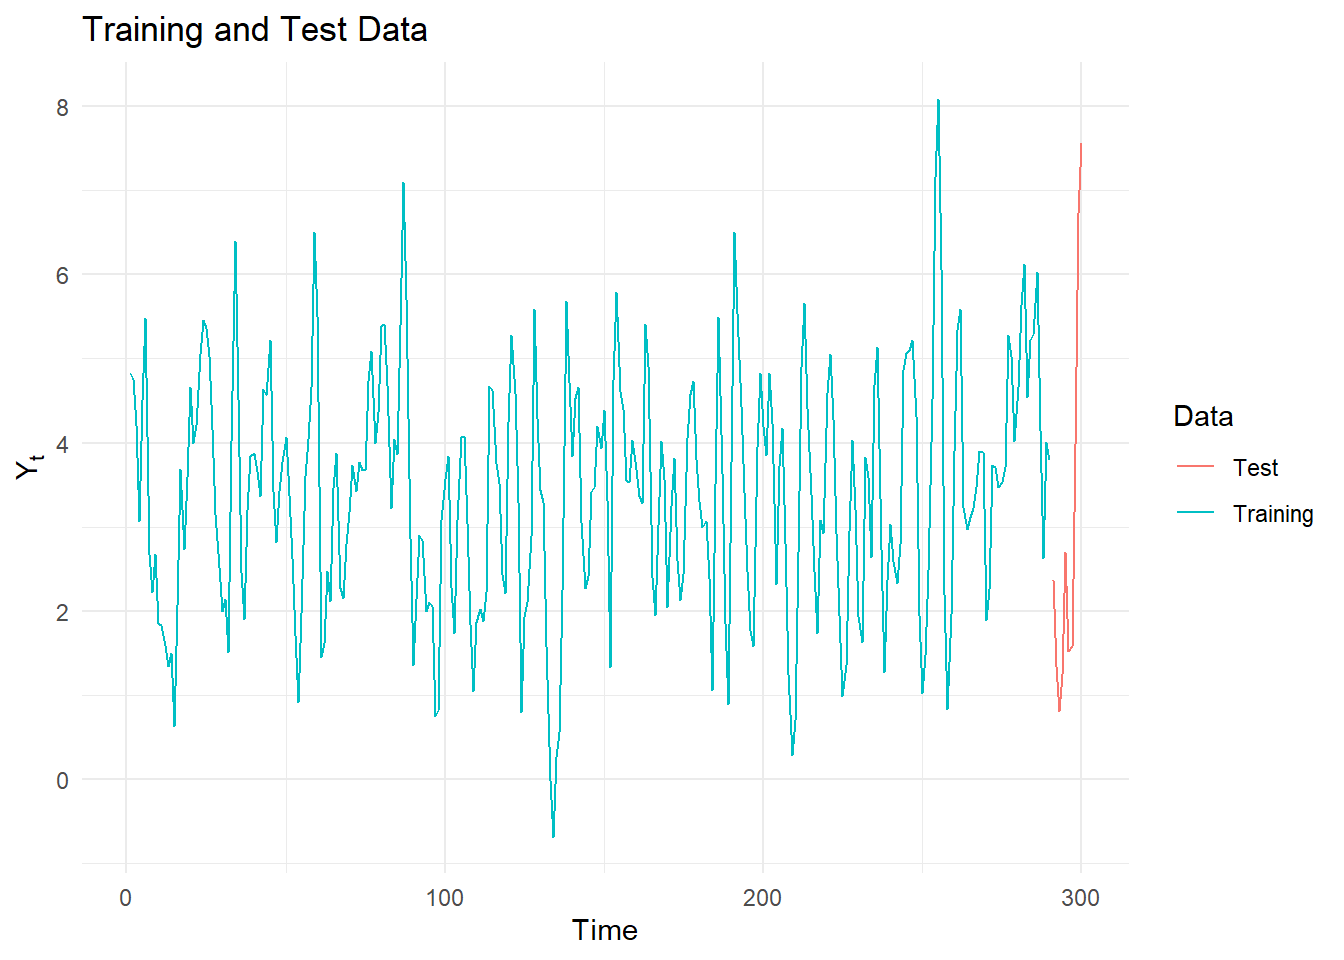 Training and Test Data
8
6
4
2
0
Yₜ
0 100 200 300
Time
Data
Test
Training